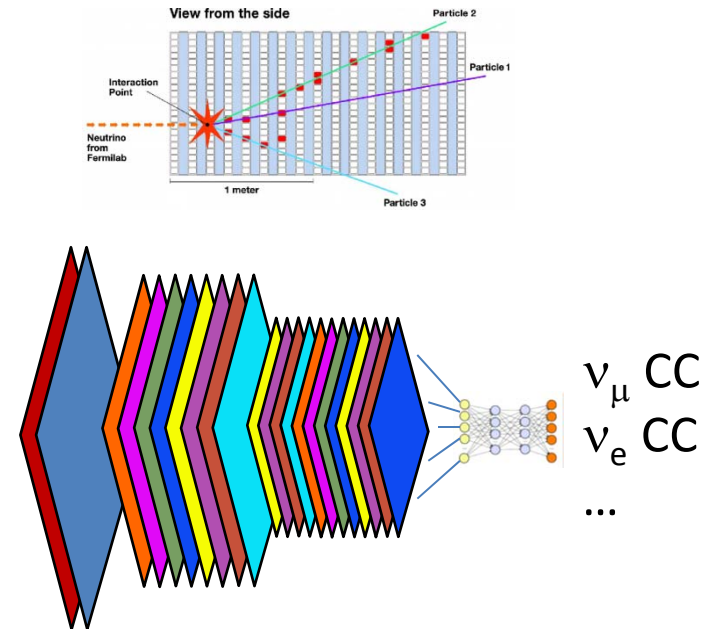 View from the side
Particle 2
Particle 1
Interaction
Point
Neutrino
from
Fermilab
1 meter
Particle 3
νμ CC
νe CC
...